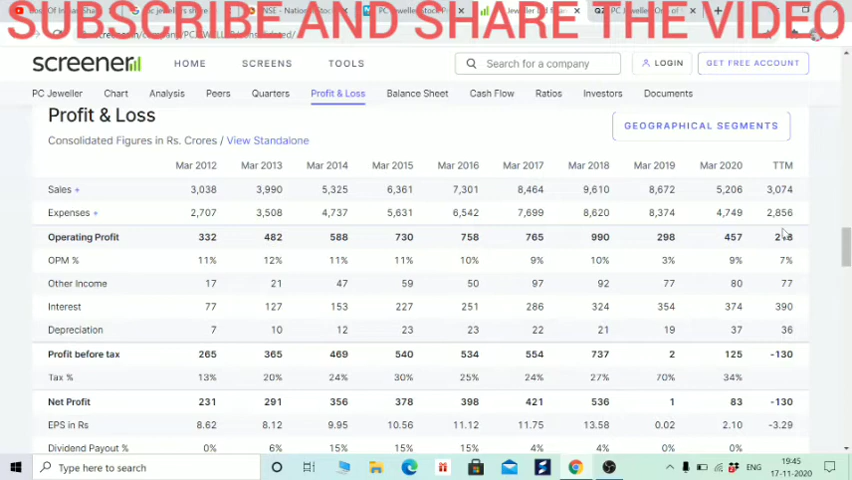 SUBSCRIBE AND SHARE THE VIDEO
screener
HOME SCREENS TOOLS
Search for a company
LOGIN
GET FREE ACCOUNT
PC Jeweller Chart Analysis Peers Quarters Profit & Loss Balance Sheet Cash Flow Ratios Investors Documents
Profit & Loss
GEOGRAPHICAL SEGMENTS
Consolidated Figures in Rs. Crores / View Standalone
Mar 2012 Mar 2013 Mar 2014 Mar 2015 Mar 2016 Mar 2017 Mar 2018 Mar 2019 Mar 2020 TTM
Sales + 3,038 3,990 5,325 6,361 7,301 8,464 9,610 8,672 5,206 3,074
Expenses + 2,707 3,508 4,737 5,631 6,542 7,699 8,620 8,374 4,749 2,856
Operating Profit 332 482 588 730 758 765 990 298 457
OPM % 11% 12% 11% 11% 10% 9% 10% 3% 9% 7%
Other Income 17 21 47 59 50 97 92 77 80 77
Interest 77 127 153 227 251 286 324 354 374 390
Depreciation 7 10 12 23 23 22 21 19 37 36
Profit before tax 265 365 469 540 534 554 737 2 125 -130
Tax % 13% 20% 24% 30% 25% 24% 27% 70% 34%
Net Profit 231 291 356 378 398 421 536 1 83 -130
EPS in Rs 8.62 8.12 9.95 10.56 11.12 11.75 13.58 0.02 2.10 -3.29
Dividend Payout % 0% 6% 15% 15% 15% 4% 4% 0% 0%
Type here to search
ENG
19:45
17-11-2020